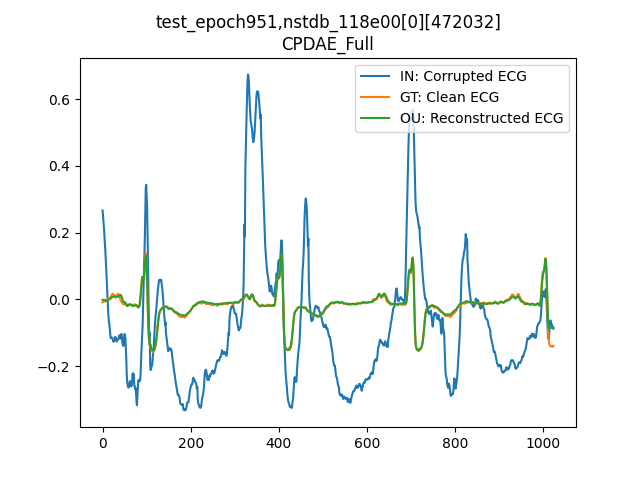 test_epoch951,nstdb_118e00[0][472032]
CPDAE_Full
IN: Corrupted ECG
GT: Clean ECG
OU: Reconstructed ECG
0.6
0.4
0.2
0.0
−0.2
0 200 400 600 800 1000